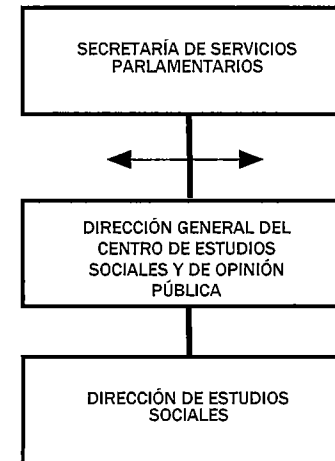 SECRETARÍA DE SERVICIOS
PARLAMENTARIOS
DIRECCIÓN GENERAL DEL
CENTRO DE ESTUDIOS
SOCIALES Y DE OPINIÓN
PÚBLICA
DIRECCIÓN DE ESTUDIOS
SOCIALES